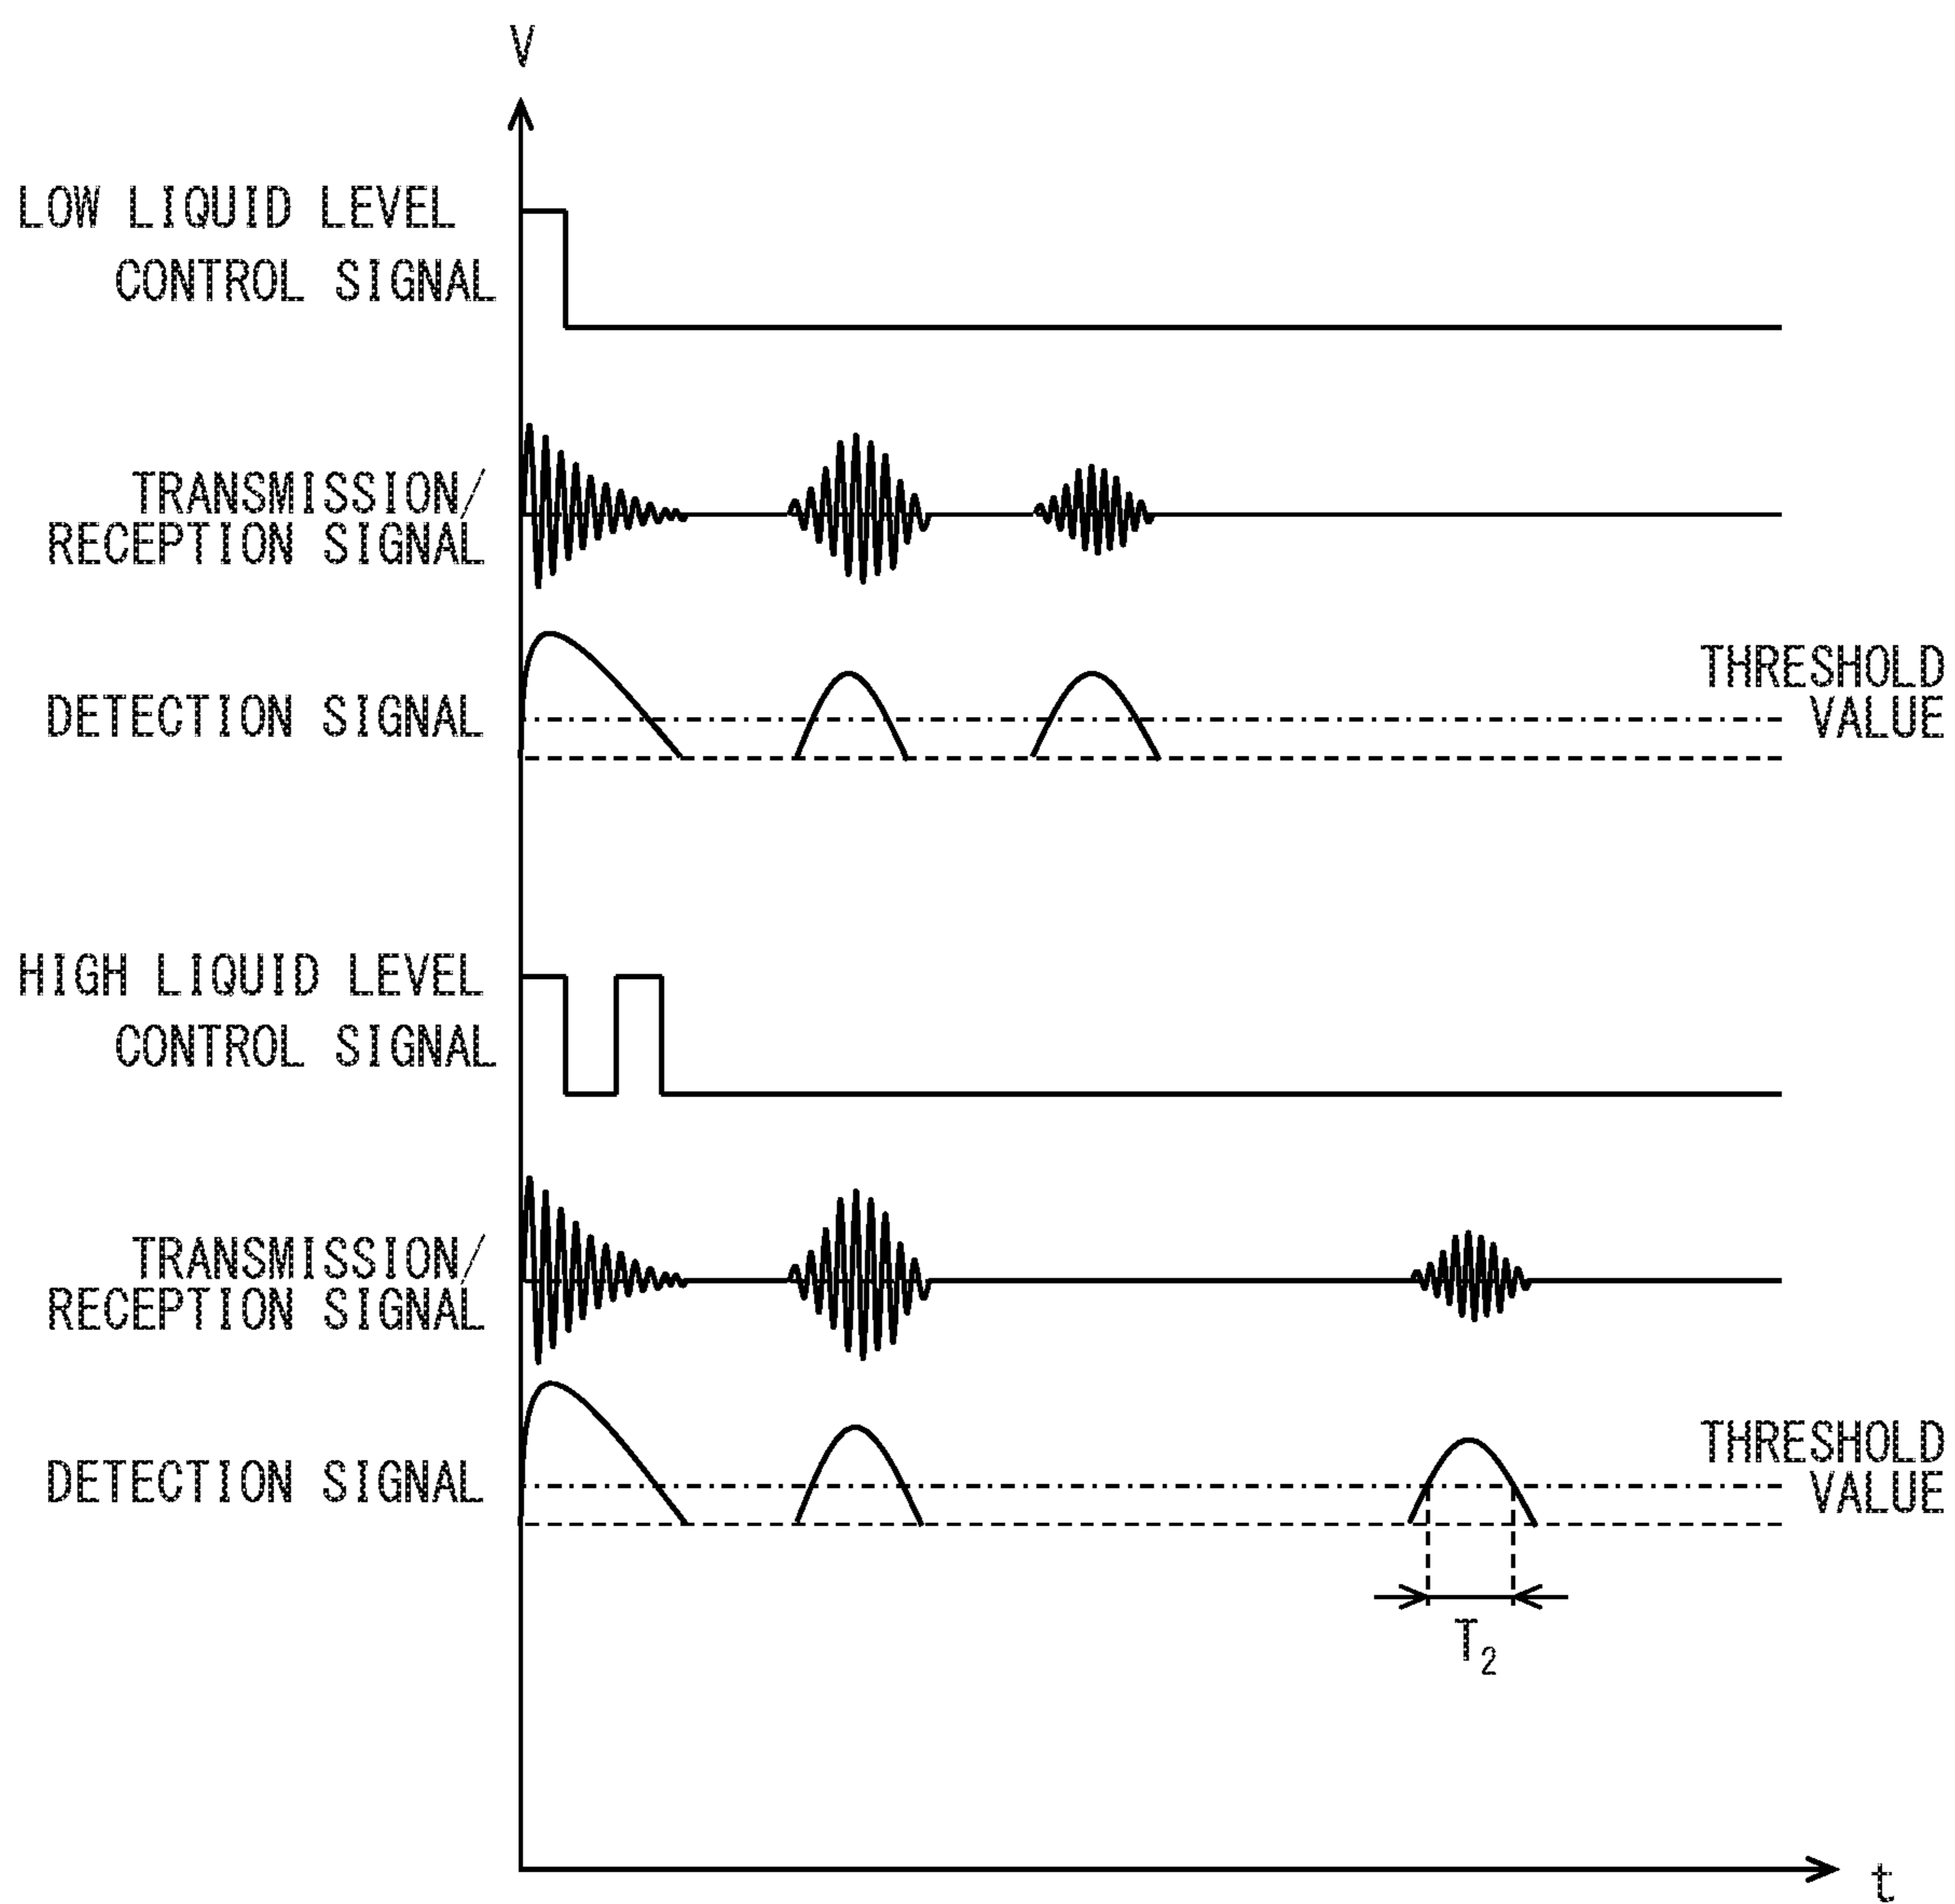 V
LOW LIQUID LEVEL
CONTROL SIGNAL
TRANSMISSION/
RECEPTION SIGNAL
THRESHOLD
VALUE
DETECTION SIGNAL
HIGH LIQUID LEVEL
CONTROL SIGNAL
TRANSMISSION/
RECEPTION SIGNAL
THRESHOLD
VALUE
DETECTION SIGNAL
T2
t